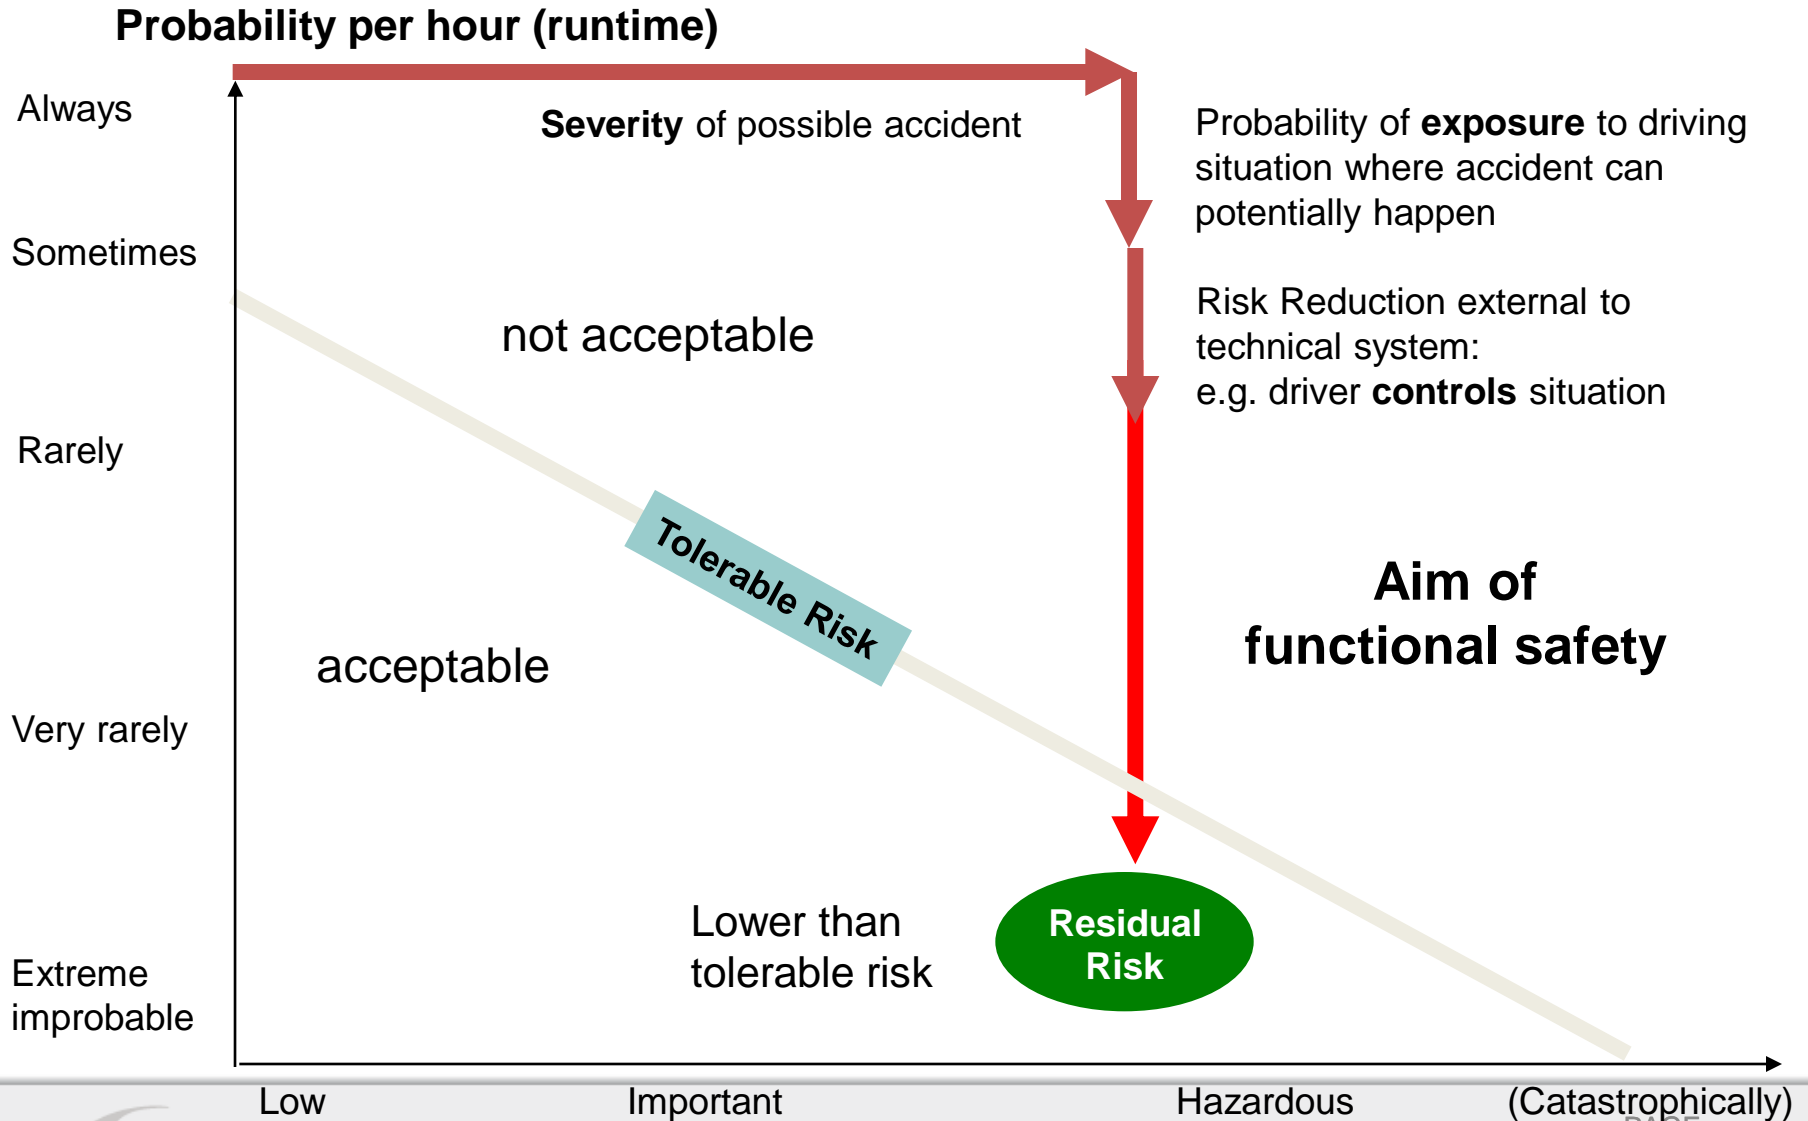 Probability per hour (runtime)
Always
Severity of possible accident
Probability of exposure to driving
situation where accident can
potentially happen
Sometimes
not acceptable
Risk Reduction external to
technical system:
e.g. driver controls situation
Rarely
Tolerable Risk
Aim of
functional safety
acceptable
Very rarely
Lower than
tolerable risk
Residual
Risk
Extreme
improbable
Low
Important
Hazardous
(Catastrophically)
PAGE